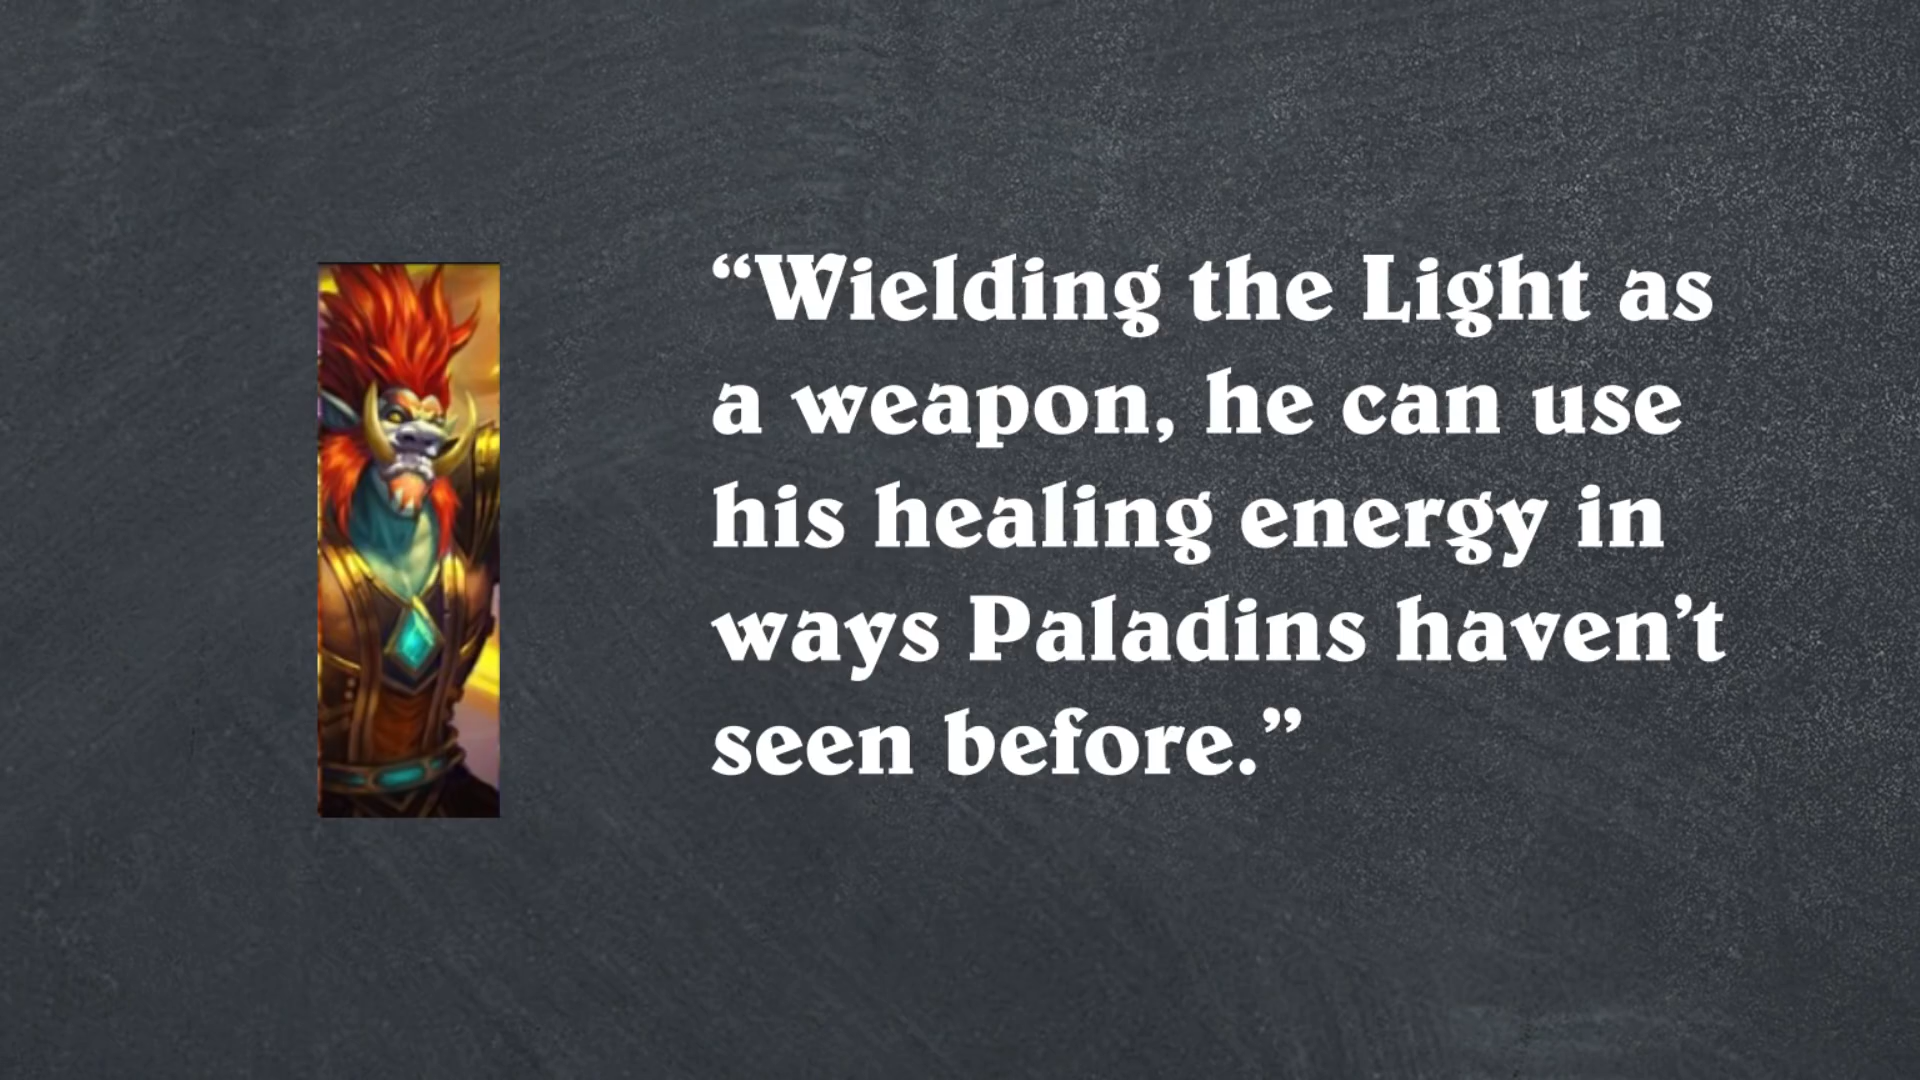 “Wielding the Light as
a weapon, he can use
his healing energy in
ways Paladins haven’t
seen before.”